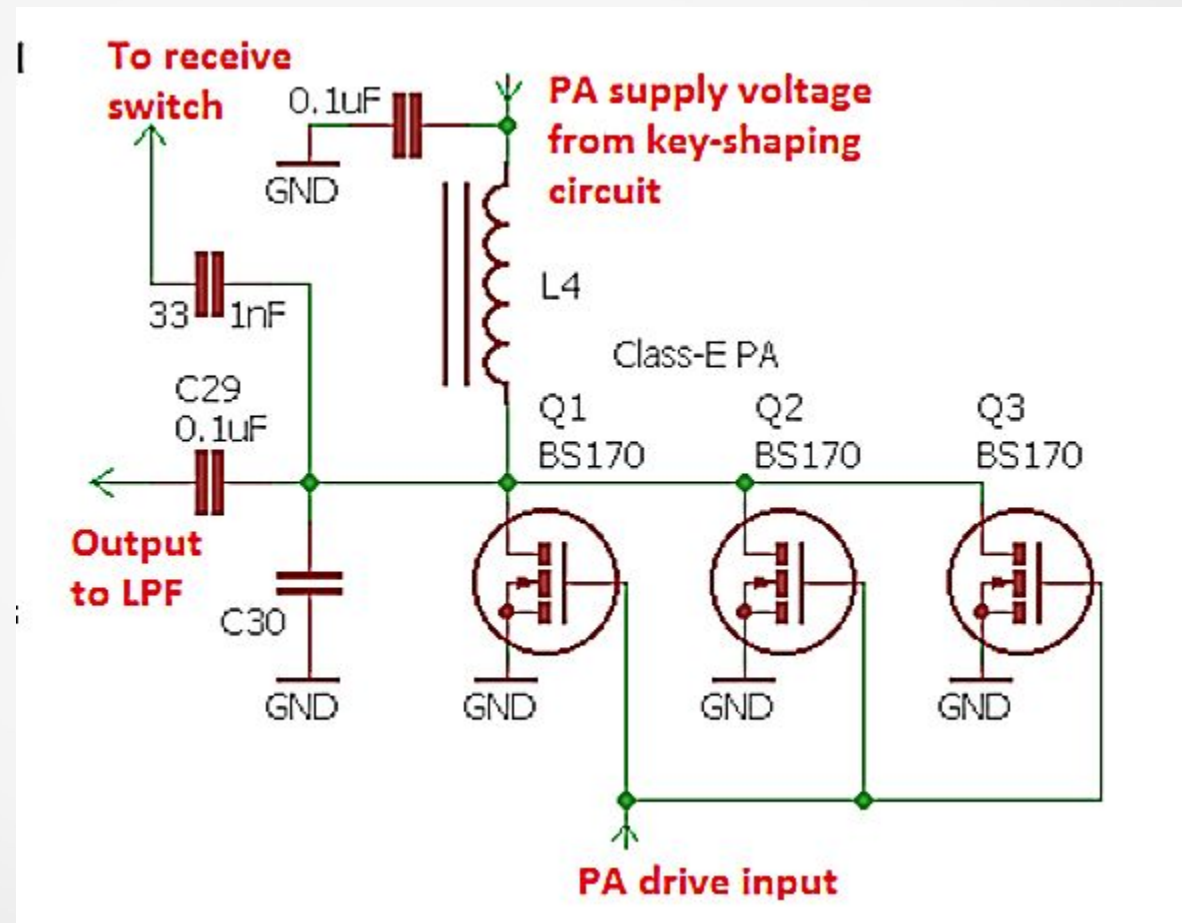 To receive
switch
0.1uF
GND
PA supply voltage
from key-shaping
circuit
33
1nF
L4
Class-E PA
C29
0.1uF
Q1
BS170
Q2
BS170
Q3
BS170
Output
to LPF
C30
GND
GND
GND
GND
PA drive input